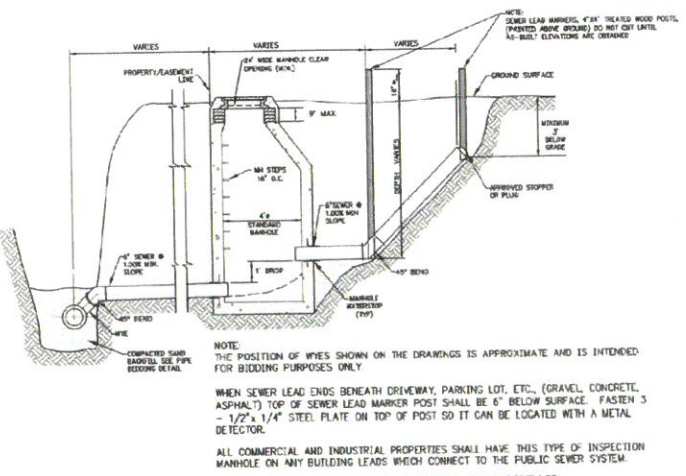 NOTE:
SEWER LEAD MARKERS, 4"X4" TREATED WOOD POSTS,
(PAINTED ABOVE GROUND) DO NOT CUT UNTIL
AS-BUILT ELEVATIONS ARE OBTAINED
VARIES
VARIES
VARIES
24" WIDE MANHOLE CLEAR
OPENING (MIN.)
PROPERTY/EASEMENT
LINE
GROUND SURFACE
9" MAX.
MINIMUM
3'
BELOW
GRADE
MH STEPS
16" O.C.
DEPTH VARIES
APPROVED STOPPER
OR PLUG
6" SEWER @
1.00% MIN.
SLOPE
4'ø
STANDARD
MANHOLE
6" SEWER @
1.00% MIN.
SLOPE
1' DROP
45° BEND
MANHOLE
WATERSTOP
(TYP)
45° BEND
WYE
COMPACTED SAND
BACKFILL SEE PIPE
BEDDING DETAIL
NOTE:
THE POSITION OF WYES SHOWN ON THE DRAWINGS IS APPROXIMATE AND IS INTENDED
FOR BIDDING PURPOSES ONLY
WHEN SEWER LEAD ENDS BENEATH DRIVEWAY, PARKING LOT, ETC., (GRAVEL, CONCRETE,
ASPHALT) TOP OF SEWER LEAD MARKER POST SHALL BE 6" BELOW SURFACE. FASTEN 3
- 1/2"x 1/4" STEEL PLATE ON TOP OF POST SO IT CAN BE LOCATED WITH A METAL
DETECTOR.
ALL COMMERCIAL AND INDUSTRIAL PROPERTIES SHALL HAVE THIS TYPE OF INSPECTION
MANHOLE ON ANY BUILDING LEADS WHICH CONNECT TO THE PUBLIC SEWER SYSTEM.